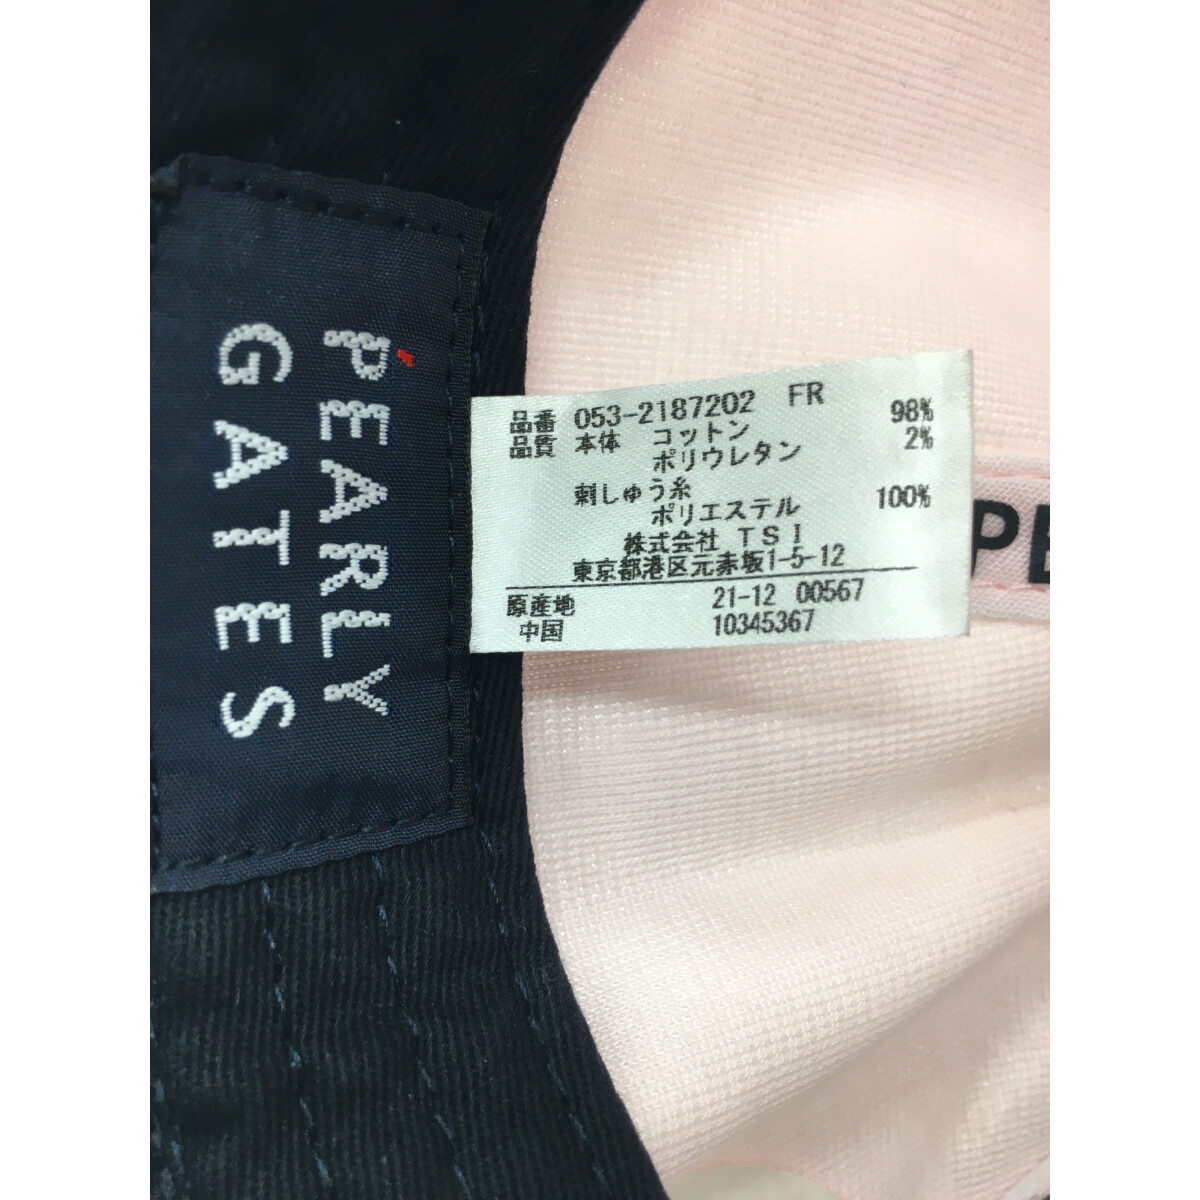 PEARLY
GATES
品番 053-2187202 FR
品質 本体 コットン 98%
ポリウレタン 2%
刺しゅう糸
ポリエステル 100%
株式会社 TSI
東京都港区元赤坂1-5-12
原産地 21-12 00567
中国 10345367
PE